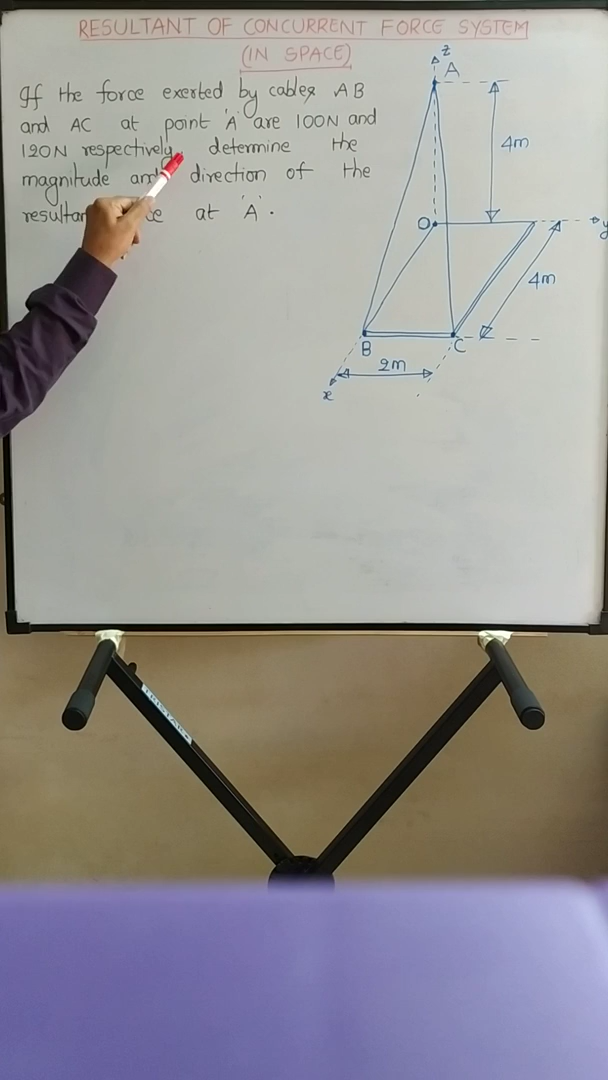 RESULTANT OF CONCURRENT FORCE SYSTEM
(IN SPACE)
If the force exerted by cables AB
and AC at point 'A' are 100N and
120N respectively, determine the
magnitude and direction of the
at 'A'.
z
A
4m
O
y
4m
B
C
2m
x